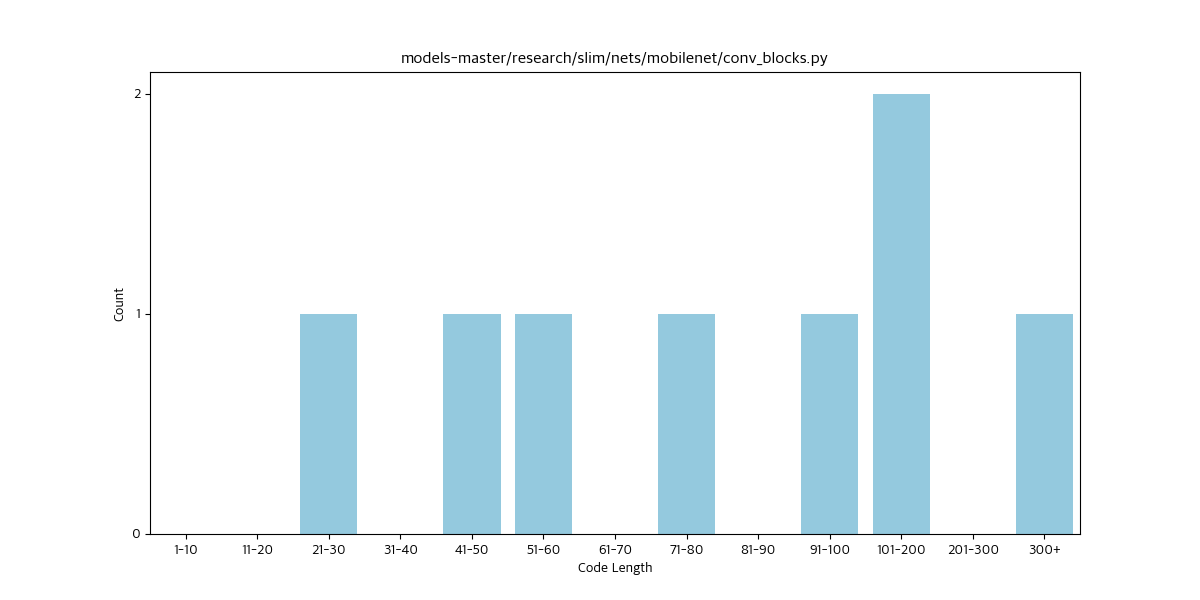 models-master/research/slim/nets/mobilenet/conv_blocks.py
Count
2
1
0
1-10 11-20 21-30 31-40 41-50 51-60 61-70 71-80 81-90 91-100 101-200 201-300 300+
Code Length